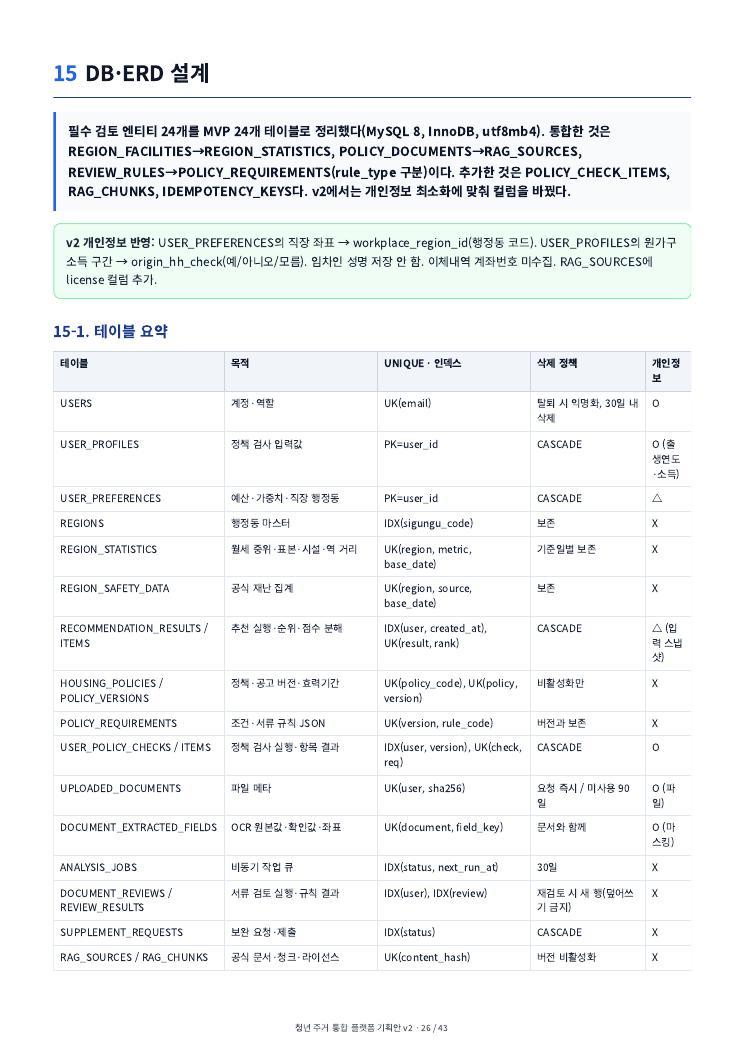 15 DB·ERD 설계
필수 검토 엔티티 24개를 MVP 24개 테이블로 정리했다(MySQL 8, InnoDB, utf8mb4). 통합한 것은
REGION_FACILITIES→REGION_STATISTICS, POLICY_DOCUMENTS→RAG_SOURCES,
REVIEW_RULES→POLICY_REQUIREMENTS(rule_type 구분)이다. 추가한 것은 POLICY_CHECK_ITEMS,
RAG_CHUNKS, IDEMPOTENCY_KEYS다. v2에서는 개인정보 최소화에 맞춰 컬럼을 바꿨다.
v2 개인정보 반영: USER_PREFERENCES의 직장 좌표 → workplace_region_id(행정동 코드). USER_PROFILES의 원가구
소득 구간 → origin_hh_check(예/아니오/모름). 임차인 성명 저장 안 함. 이체내역 계좌번호 미수집. RAG_SOURCES에
license 컬럼 추가.
15-1. 테이블 요약
테이블 목적 UNIQUE · 인덱스 삭제 정책 개인정
보
USERS 계정·역할 UK(email) 탈퇴 시 익명화, 30일 내 O
삭제
USER_PROFILES 정책 검사 입력값 PK=user_id CASCADE O (출
생연도
·소득)
USER_PREFERENCES 예산·가중치·직장 행정동 PK=user_id CASCADE △
REGIONS 행정동 마스터 IDX(sigungu_code) 보존 X
REGION_STATISTICS 월세 중위·표본·시설·역 거리 UK(region, metric, 기준일별 보존 X
base_date)
REGION_SAFETY_DATA 공식 재난 집계 UK(region, source, 보존 X
base_date)
RECOMMENDATION_RESULTS / 추천 실행·순위·점수 분해 IDX(user, created_at), CASCADE △ (입
ITEMS UK(result, rank) 력 스냅
샷)
HOUSING_POLICIES / 정책·공고 버전·효력기간 UK(policy_code), UK(policy, 비활성화만 X
POLICY_VERSIONS version)
POLICY_REQUIREMENTS 조건·서류 규칙 JSON UK(version, rule_code) 버전과 보존 X
USER_POLICY_CHECKS / ITEMS 정책 검사 실행·항목 결과 IDX(user, version), UK(check, CASCADE O
req)
UPLOADED_DOCUMENTS 파일 메타 UK(user, sha256) 요청 즉시 / 미사용 90 O (파
일 일)
DOCUMENT_EXTRACTED_FIELDS OCR 원본값·확인값·좌표 UK(document, field_key) 문서와 함께 O (마
스킹)
ANALYSIS_JOBS 비동기 작업 큐 IDX(status, next_run_at) 30일 X
DOCUMENT_REVIEWS / 서류 검토 실행·규칙 결과 IDX(user), IDX(review) 재검토 시 새 행(덮어쓰 X
REVIEW_RESULTS 기 금지)
SUPPLEMENT_REQUESTS 보완 요청·제출 IDX(status) CASCADE X
RAG_SOURCES / RAG_CHUNKS 공식 문서·청크·라이선스 UK(content_hash) 버전 비활성화 X
청년 주거 통합 플랫폼 기획안 v2 · 26 / 43